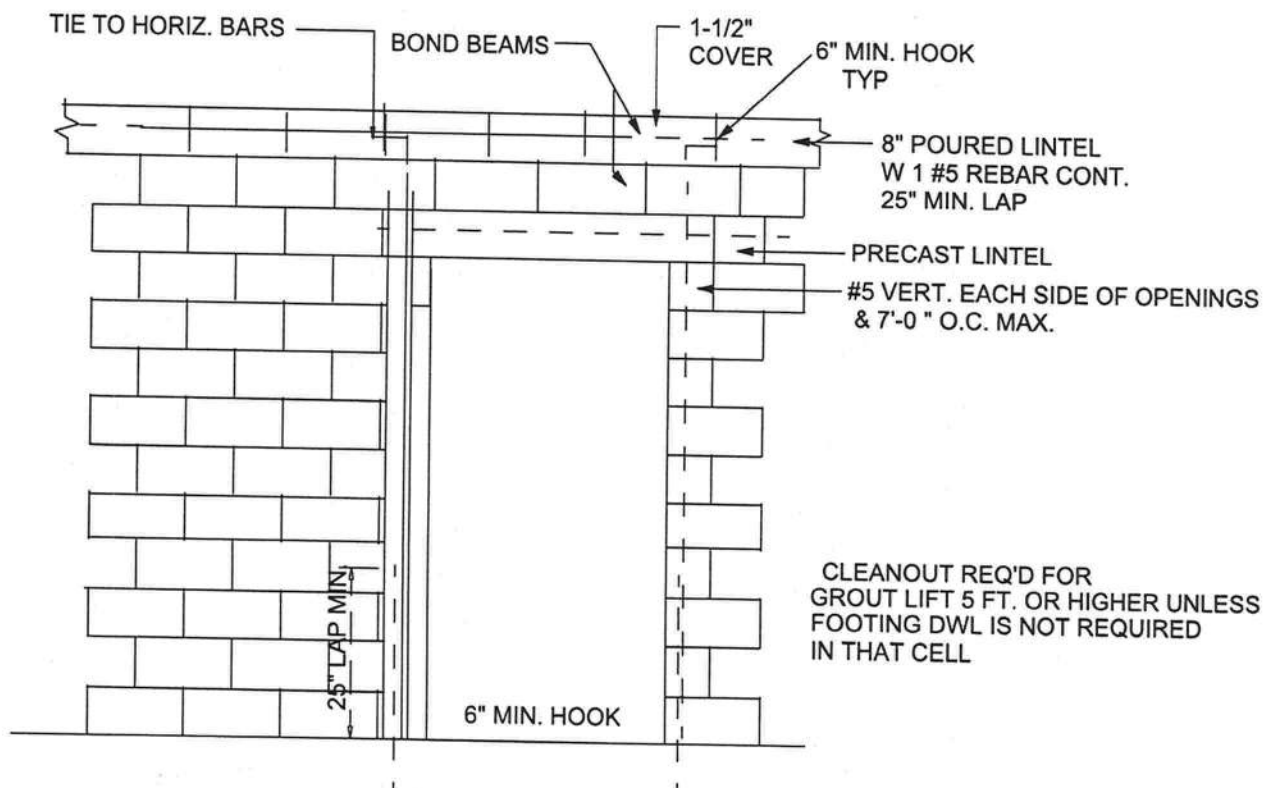 TIE TO HORIZ. BARS
BOND BEAMS
1-1/2"
COVER
6" MIN. HOOK
TYP
8" POURED LINTEL
W 1 #5 REBAR CONT.
25" MIN. LAP
PRECAST LINTEL
#5 VERT. EACH SIDE OF OPENINGS
& 7'-0 " O.C. MAX.
25" LAP MIN
6" MIN. HOOK
CLEANOUT REQ'D FOR
GROUT LIFT 5 FT. OR HIGHER UNLESS
FOOTING DWL IS NOT REQUIRED
IN THAT CELL